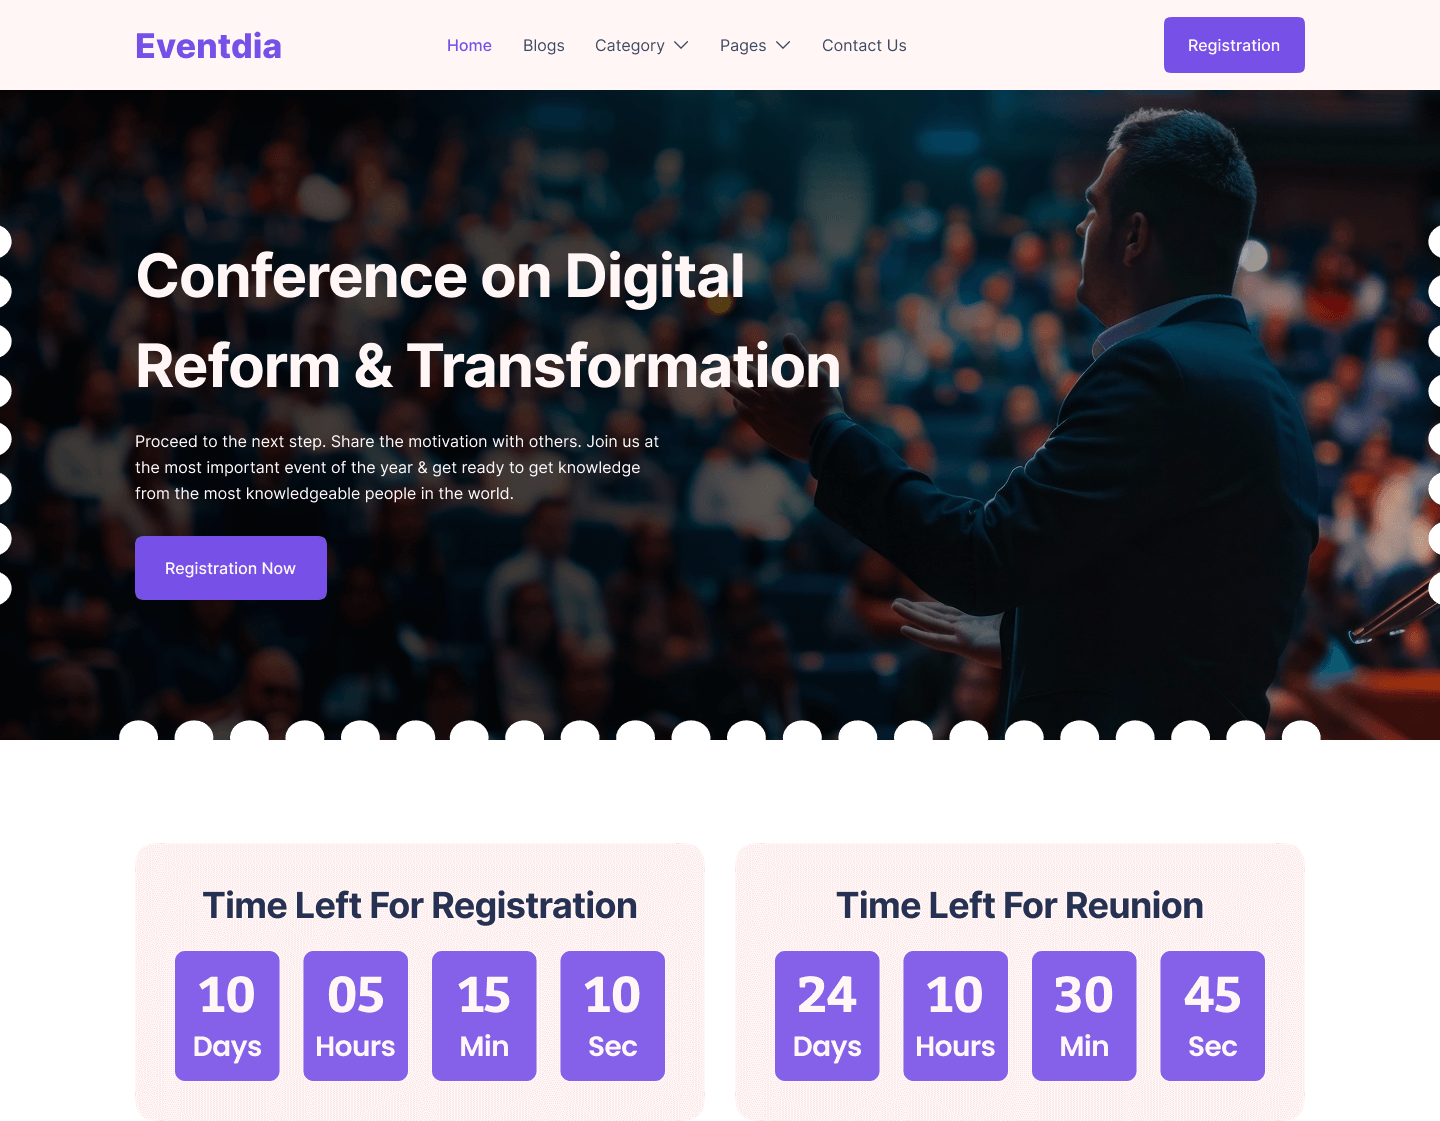 Eventdia
Home
Blogs
Category
Pages
Contact Us
Registration
Conference on Digital
Reform & Transformation
Proceed to the next step. Share the motivation with others. Join us at
the most important event of the year & get ready to get knowledge
from the most knowledgeable people in the world.
Registration Now
Time Left For Registration
10
Days
05
Hours
15
Min
10
Sec
Time Left For Reunion
24
Days
10
Hours
30
Min
45
Sec